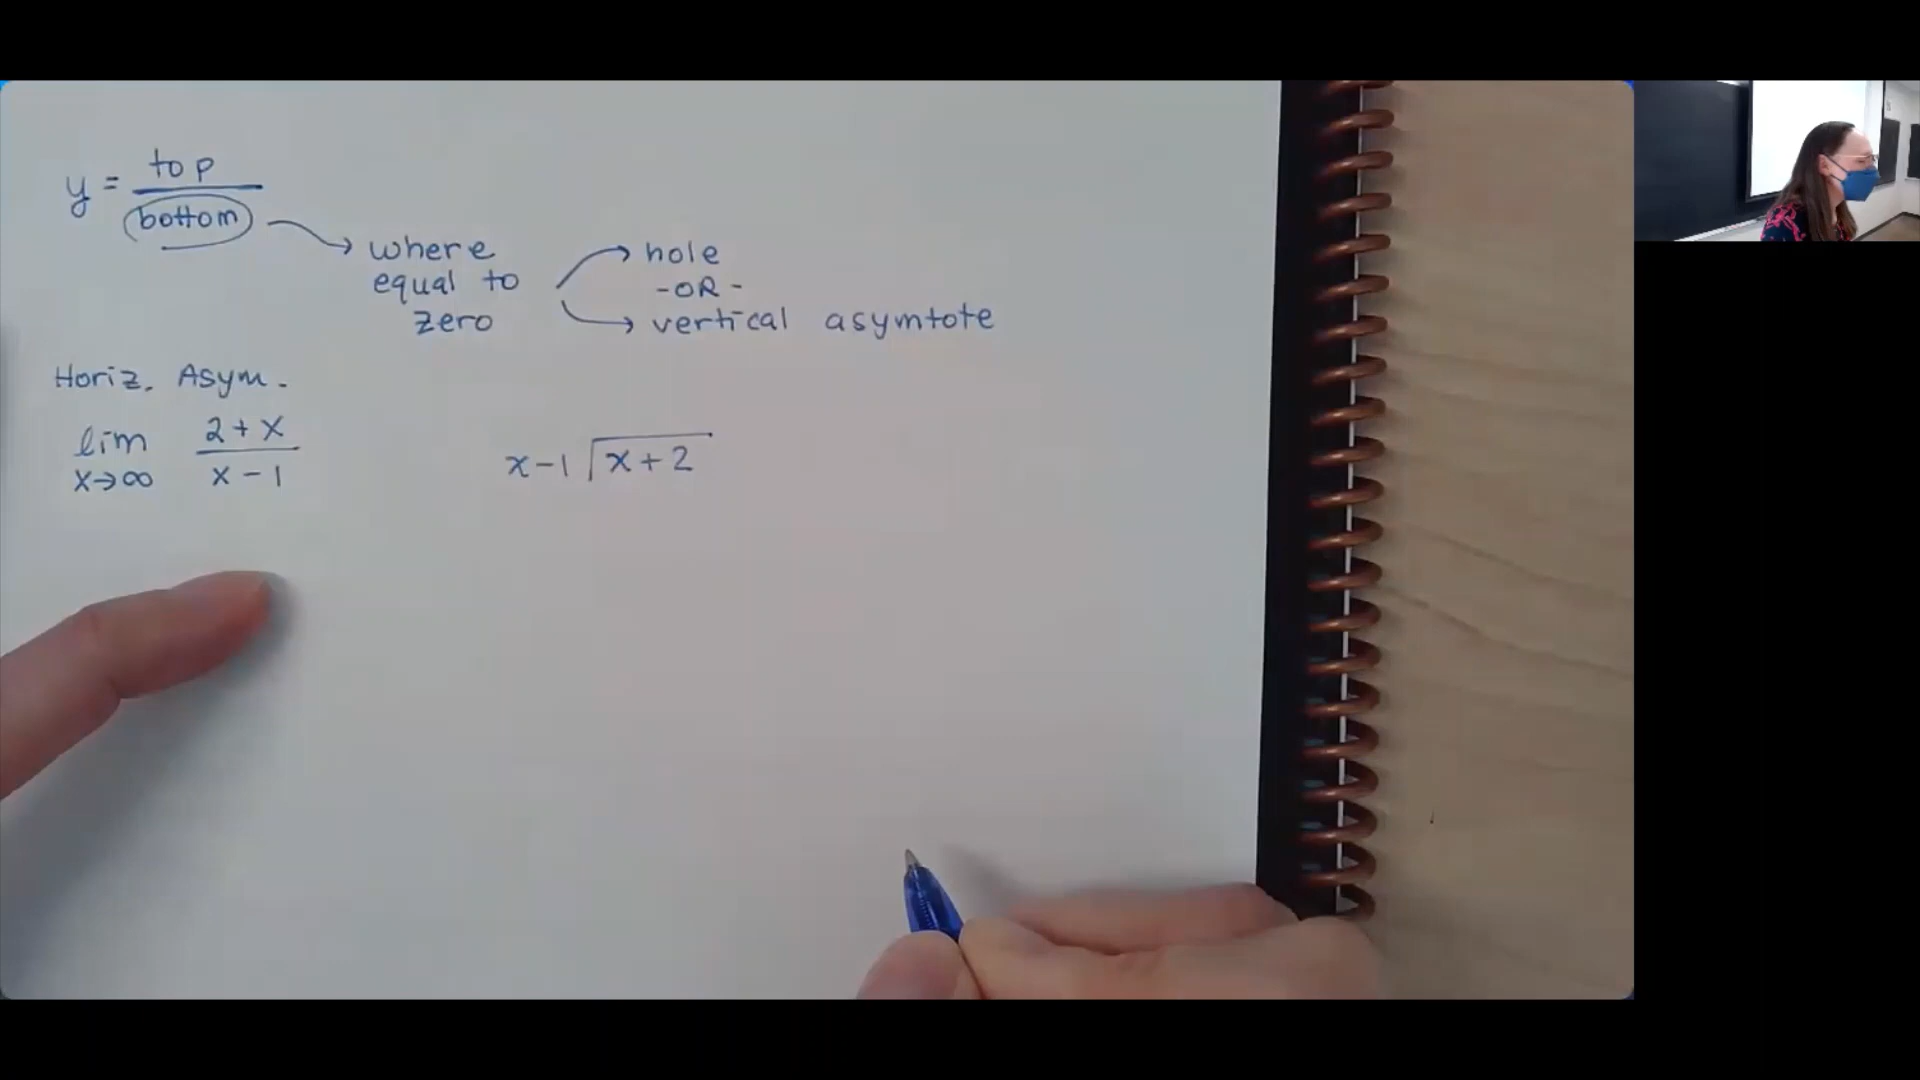 y = top / bottom
where equal to zero
hole
-OR-
vertical asymtote
Horiz. Asym.
lim x→∞ 2+x / x-1
x-1 ⟌ x+2